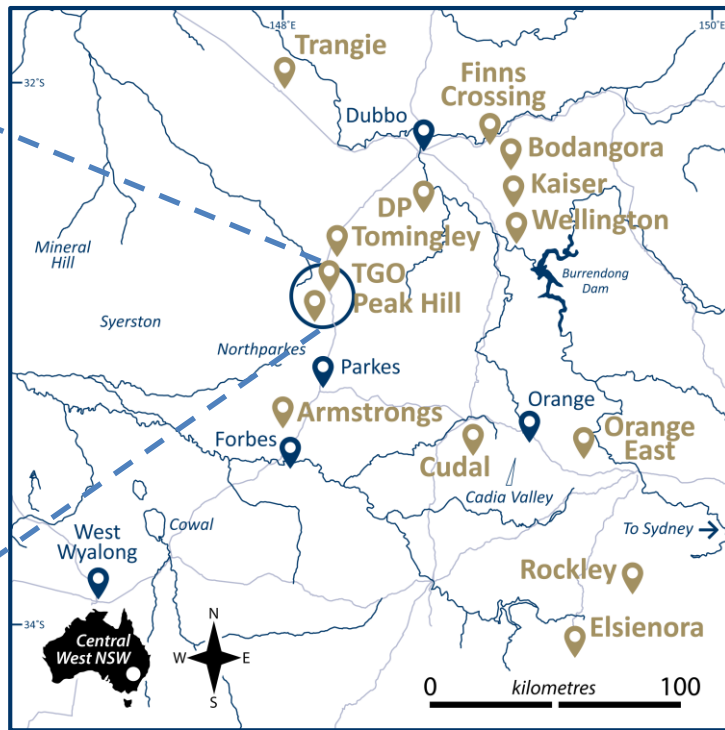 148°E
150°E
Trangie
32°S
Finns
Crossing
Dubbo
Bodangora
Kaiser
DP
Wellington
Tomingley
Mineral
Hill
TGO
Burrendong
Dam
Peak Hill
Syerston
Northparkes
Parkes
Armstrongs
Orange
Orange
East
Forbes
Cudal
Cadia Valley
Cowal
West
Wyalong
To Sydney
Rockley
34°S
Elsienora
Central
West NSW
N
W
E
S
0
kilometres
100